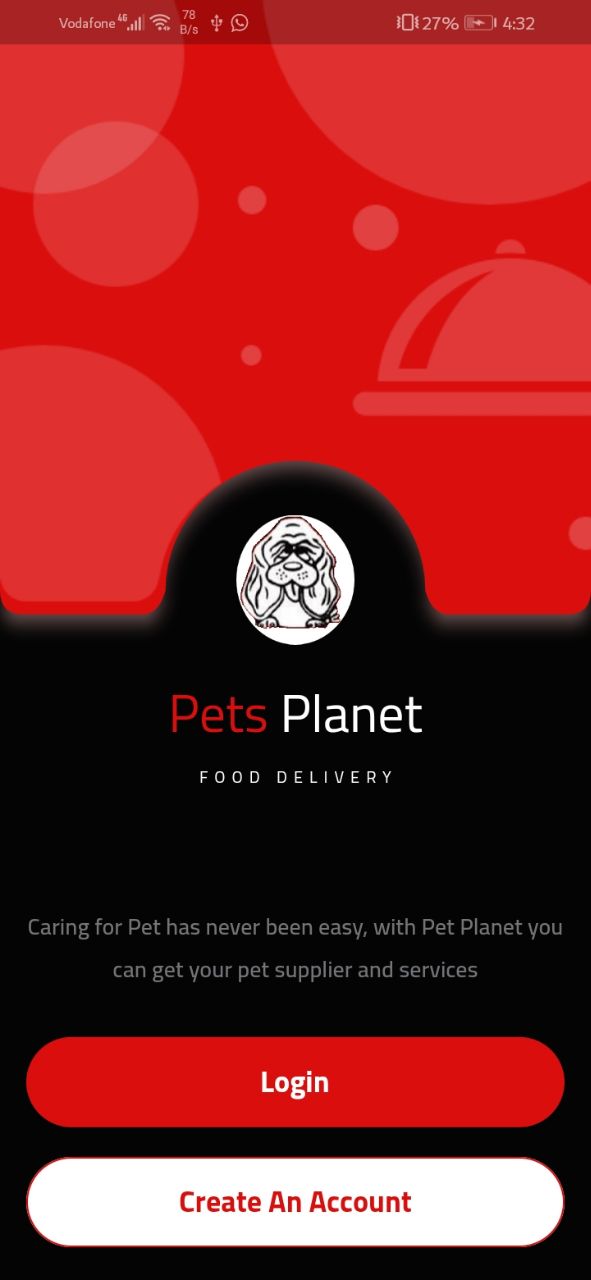 Vodafone 4G 78 B/s 27% 4:32
Pets Planet
FOOD DELIVERY
Caring for Pet has never been easy, with Pet Planet you
can get your pet supplier and services
Login
Create An Account